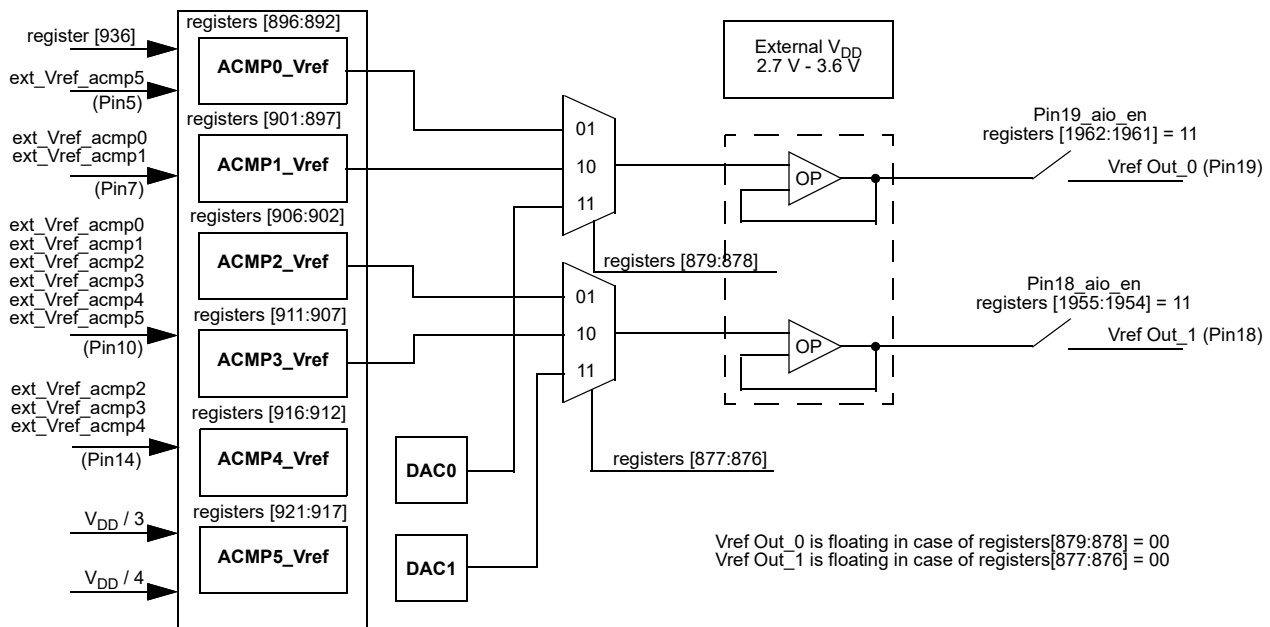 register [936]
ext_Vref_acmp5
(Pin5)
ext_Vref_acmp0
ext_Vref_acmp1
(Pin7)
ext_Vref_acmp0
ext_Vref_acmp1
ext_Vref_acmp2
ext_Vref_acmp3
ext_Vref_acmp4
ext_Vref_acmp5
(Pin10)
ext_Vref_acmp2
ext_Vref_acmp3
ext_Vref_acmp4
(Pin14)
VDD / 3
VDD / 4
registers [896:892]
ACMP0_Vref
registers [901:897]
ACMP1_Vref
registers [906:902]
ACMP2_Vref
registers [911:907]
ACMP3_Vref
registers [916:912]
ACMP4_Vref
registers [921:917]
ACMP5_Vref
DAC0
DAC1
01
10
11
registers [879:878]
01
10
11
registers [877:876]
External VDD
2.7 V - 3.6 V
OP
OP
Pin19_aio_en
registers [1962:1961] = 11
Vref Out_0 (Pin19)
Pin18_aio_en
registers [1955:1954] = 11
Vref Out_1 (Pin18)
Vref Out_0 is floating in case of registers[879:878] = 00
Vref Out_1 is floating in case of registers[877:876] = 00